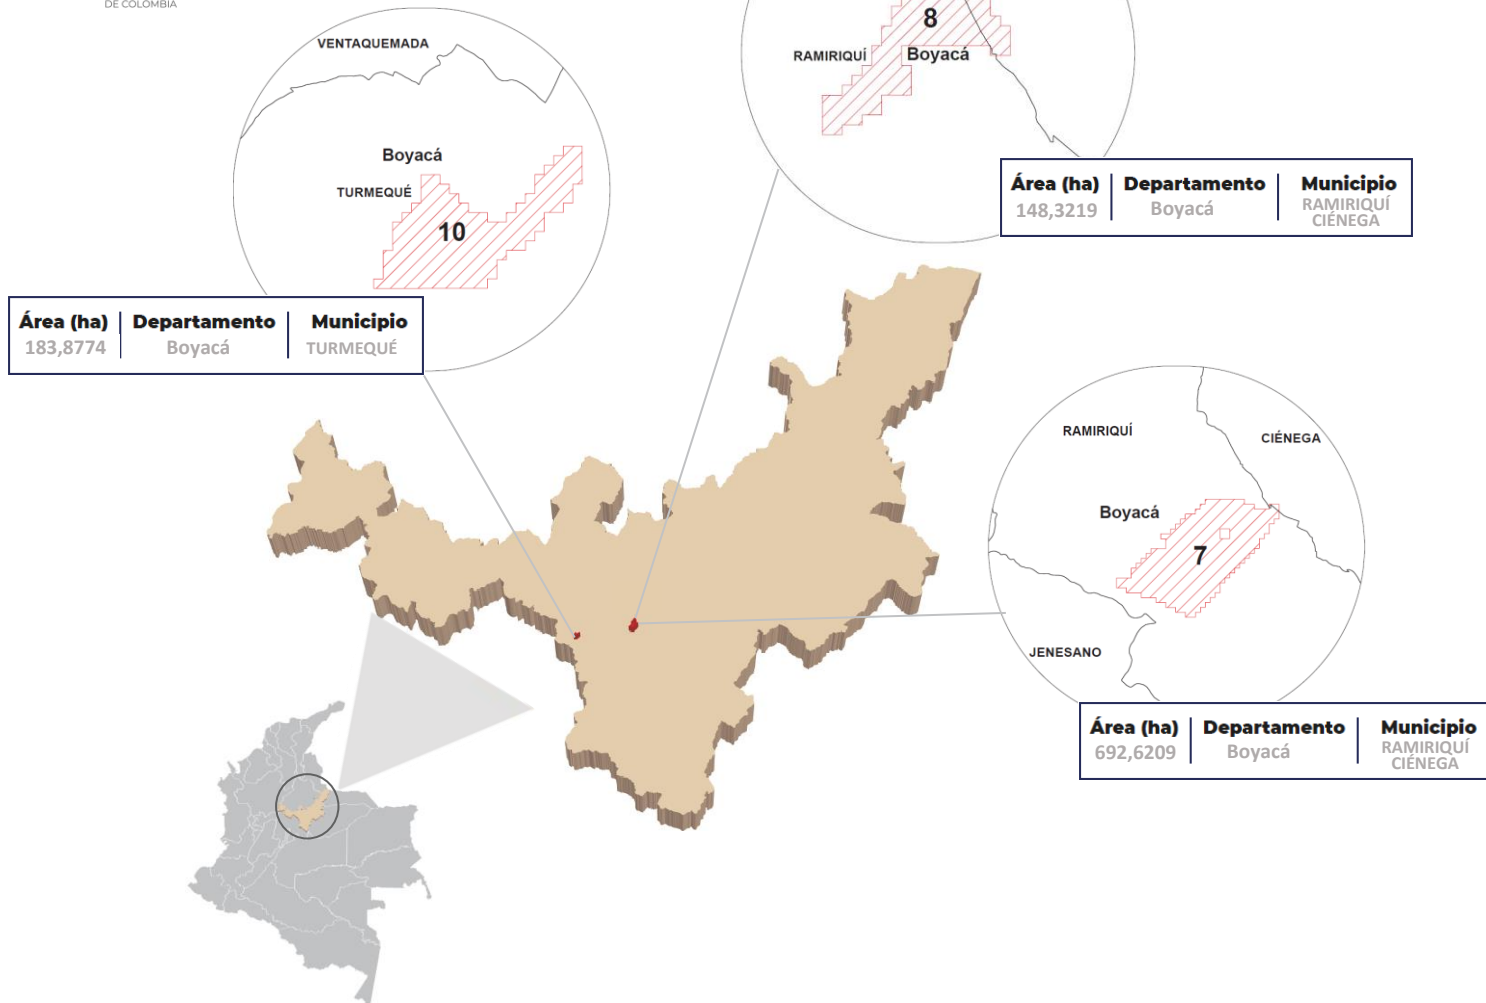 DE COLOMBIA
VENTAQUEMADA
Boyacá
TURMEQUÉ
10
Área (ha) Departamento Municipio
183,8774 Boyacá TURMEQUÉ
8
RAMIRIQUÍ Boyacá
Área (ha) Departamento Municipio
148,3219 Boyacá RAMIRIQUÍ
CIÉNEGA
RAMIRIQUÍ
CIÉNEGA
Boyacá
7
JENESANO
Área (ha) Departamento Municipio
692,6209 Boyacá RAMIRIQUÍ
CIÉNEGA